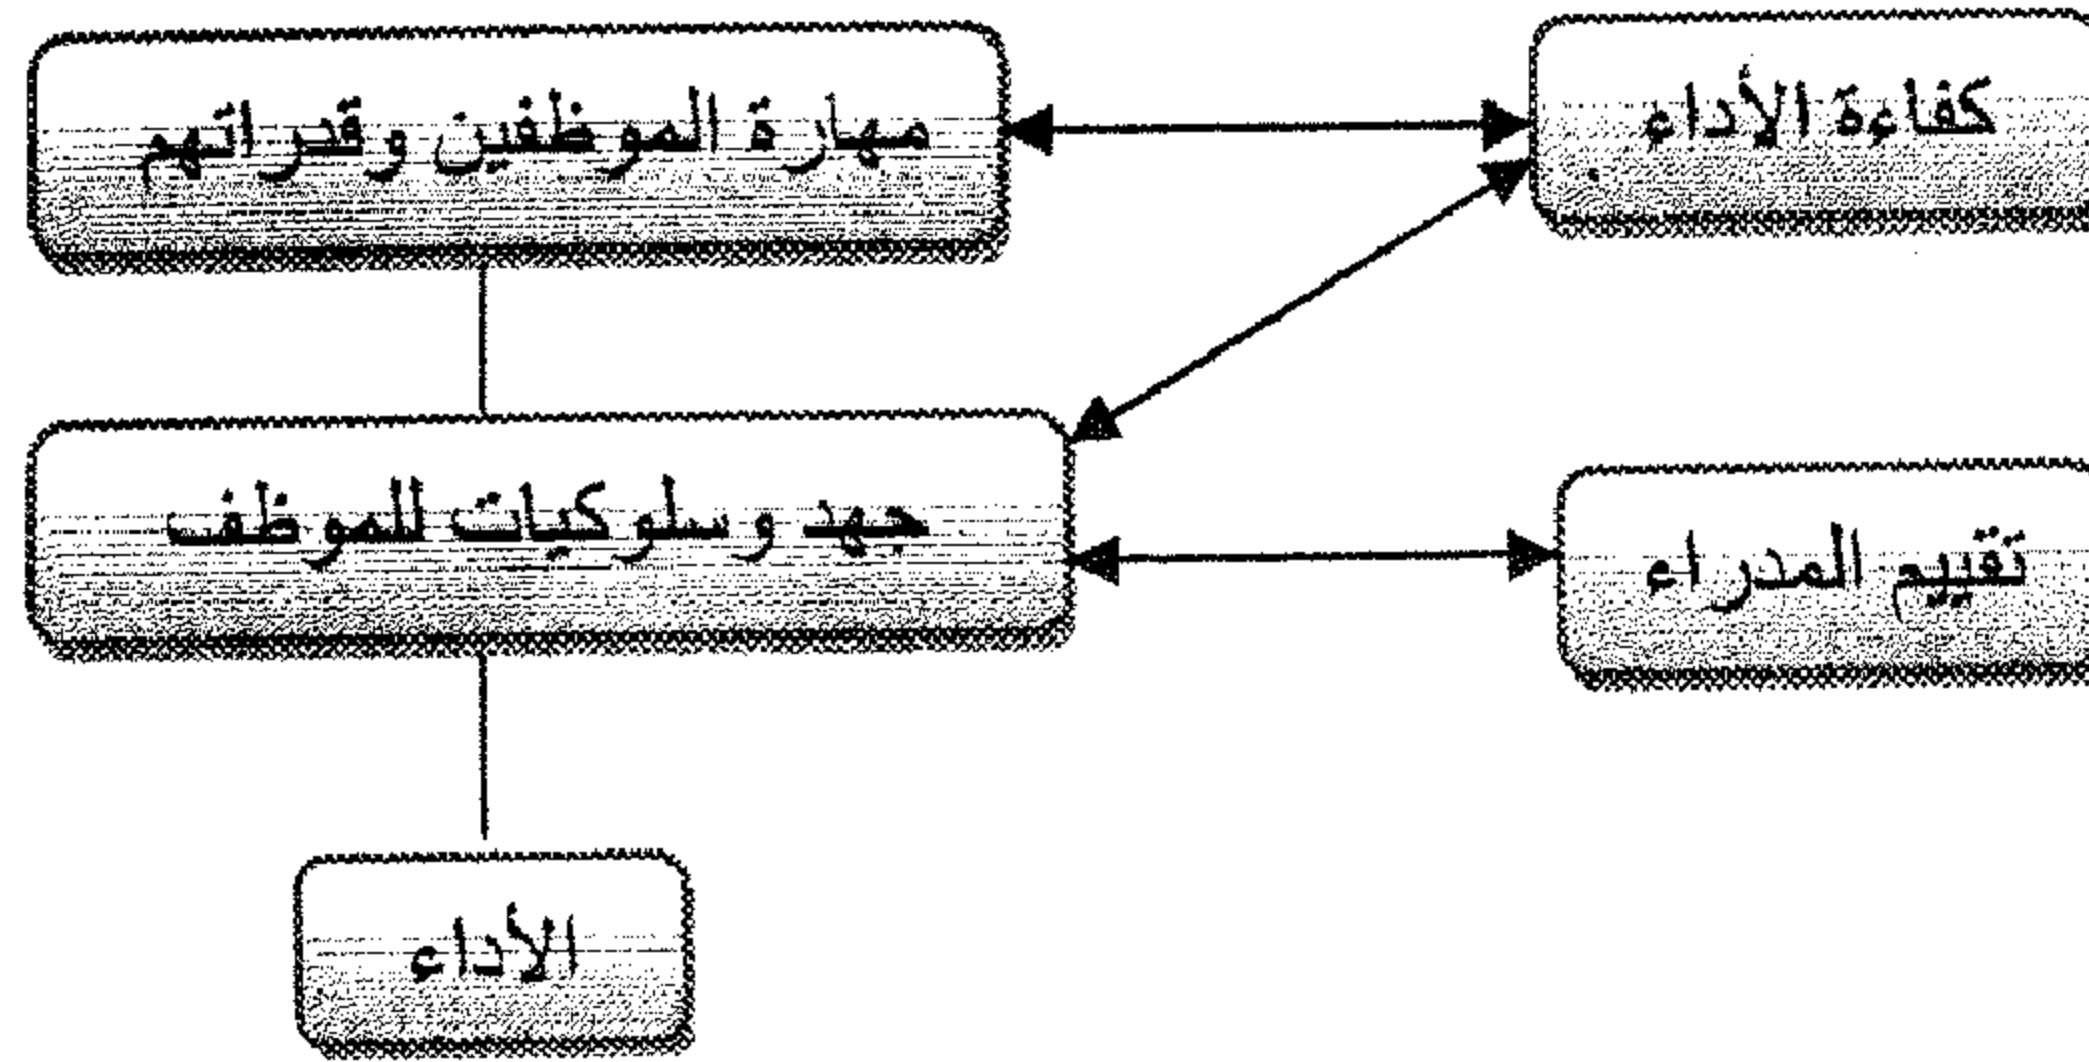 كفاءة الأداء
مهارة الموظفين وقدراتهم
جهد وسلوكيات للموظف
تقييم المدراء
الأداء